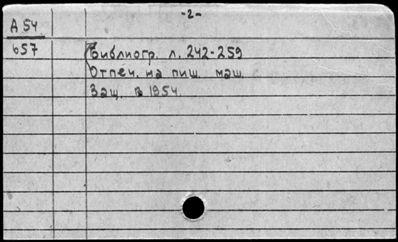 -2-
А 54
657
Библиогр. л. 242-259
Отпеч. на пиш. маш.
Защ. в 1954.